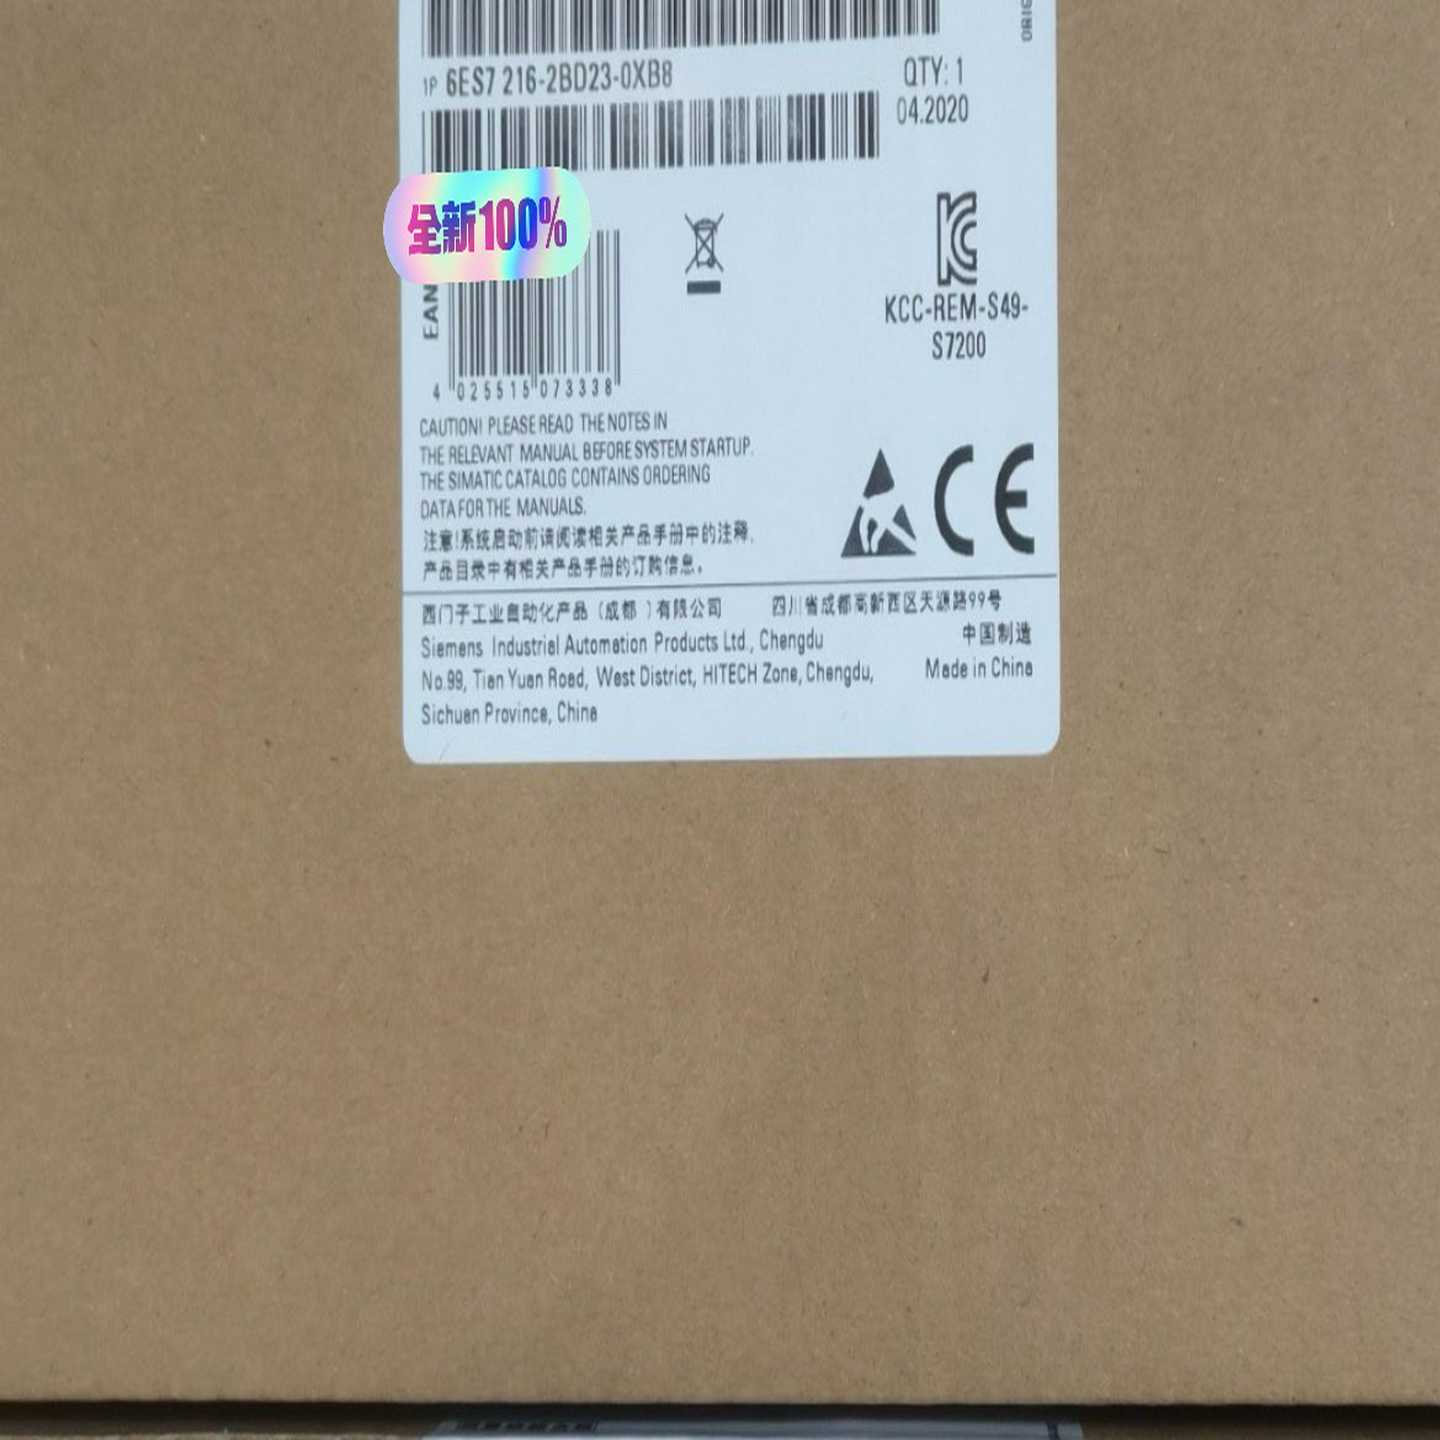 ORIG
1P 6ES7 216-2BD23-0XB8
QTY: 1
04.2020
全新100%
EAN
4 025515 073338
KCC-REM-S49-
S7200
CAUTION! PLEASE READ THE NOTES IN
THE RELEVANT MANUAL BEFORE SYSTEM STARTUP.
THE SIMATIC CATALOG CONTAINS ORDERING
DATA FOR THE MANUALS.
注意!系统启动前请阅读相关产品手册中的注释,
产品目录中有相关产品手册的订购信息。
CE
西门子工业自动化产品（成都）有限公司
四川省成都高新西区天源路99号
Siemens Industrial Automation Products Ltd., Chengdu
中国制造
No.99, Tian Yuan Road, West District, HITECH Zone, Chengdu,
Made in China
Sichuan Province, China